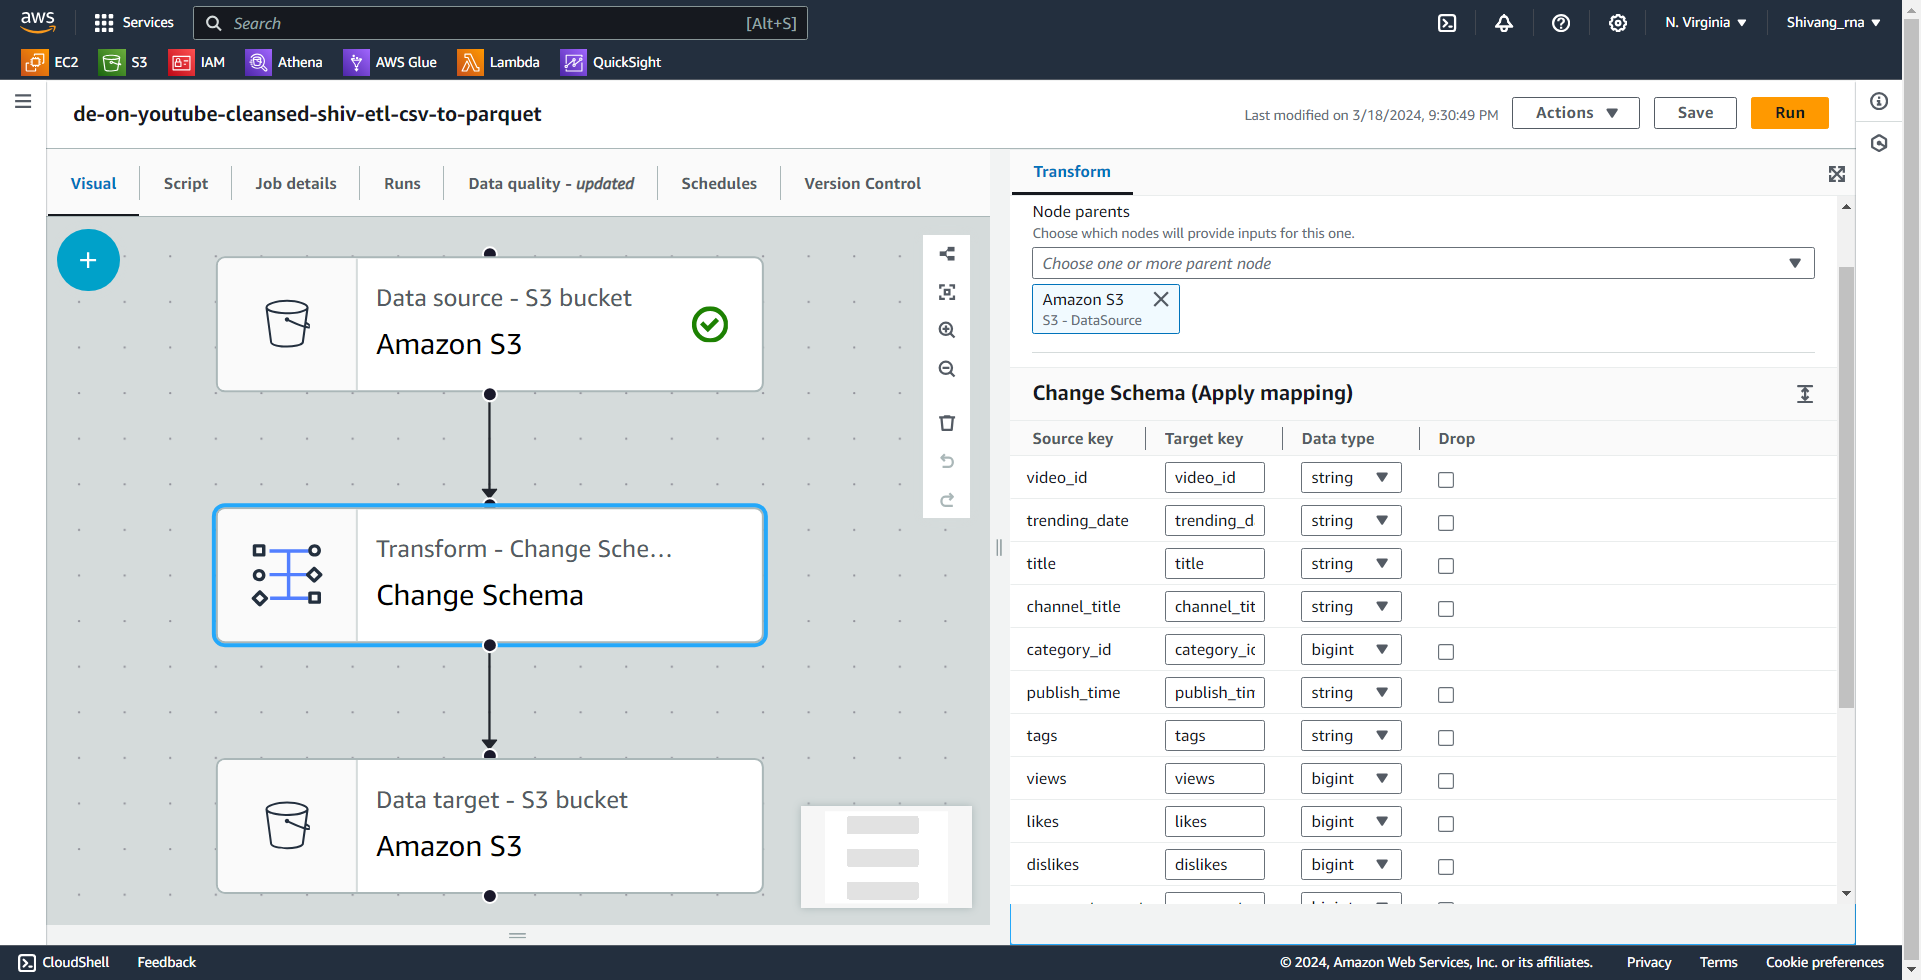 aws Services Search [Alt+S] N. Virginia Shivang_rna
EC2 S3 IAM Athena AWS Glue Lambda QuickSight
de-on-youtube-cleansed-shiv-etl-csv-to-parquet
Last modified on 3/18/2024, 9:30:49 PM Actions Save Run
Visual Script Job details Runs Data quality - updated Schedules Version Control
Data source - S3 bucket
Amazon S3
Transform - Change Sche...
Change Schema
Data target - S3 bucket
Amazon S3
Transform
Node parents
Choose which nodes will provide inputs for this one.
Choose one or more parent node
Amazon S3
S3 - DataSource
Change Schema (Apply mapping)
Source key Target key Data type Drop
video_id video_id string
trending_date trending_d string
title title string
channel_title channel_tit string
category_id category_ic bigint
publish_time publish_tim string
tags tags string
views views bigint
likes likes bigint
dislikes dislikes bigint
CloudShell Feedback © 2024, Amazon Web Services, Inc. or its affiliates. Privacy Terms Cookie preferences